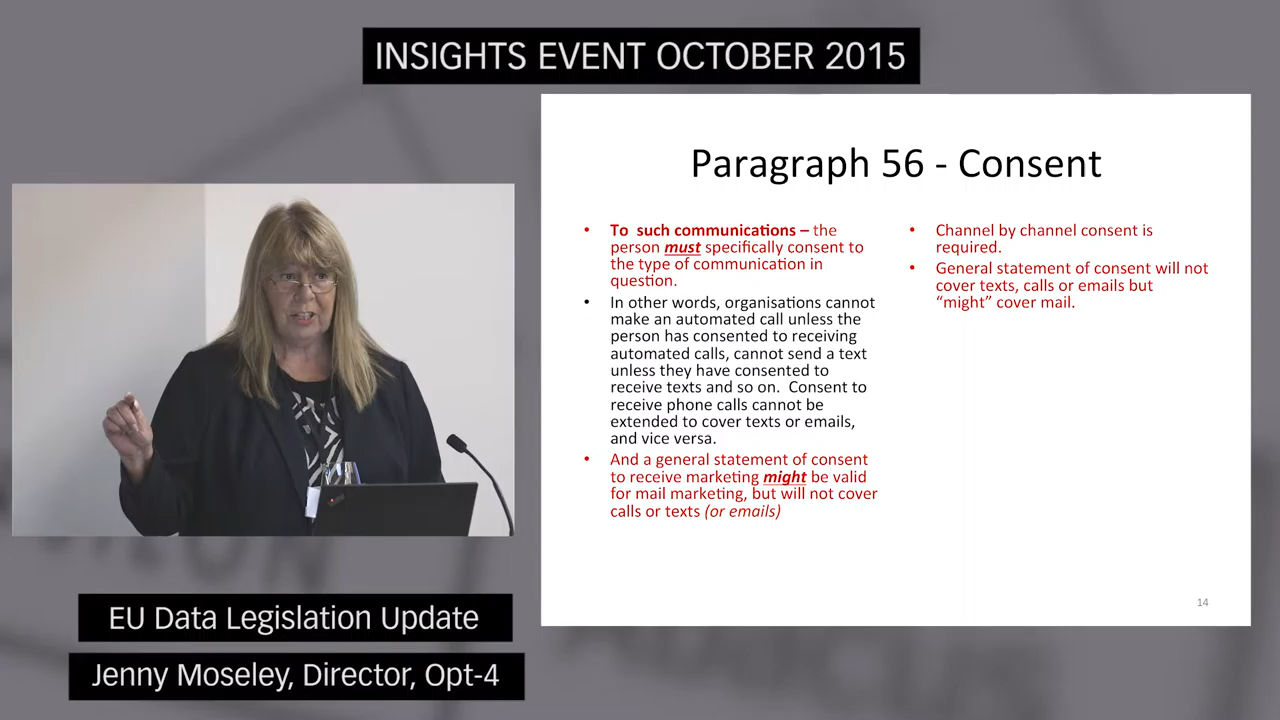 INSIGHTS EVENT OCTOBER 2015
Paragraph 56 - Consent
• To such communications – the
person must specifically consent to
the type of communication in
question.
• In other words, organisations cannot
make an automated call unless the
person has consented to receiving
automated calls, cannot send a text
unless they have consented to
receive texts and so on. Consent to
receive phone calls cannot be
extended to cover texts or emails,
and vice versa.
• And a general statement of consent
to receive marketing might be valid
for mail marketing, but will not cover
calls or texts (or emails)
• Channel by channel consent is
required.
• General statement of consent will not
cover texts, calls or emails but
“might” cover mail.
14
EU Data Legislation Update
Jenny Moseley, Director, Opt-4